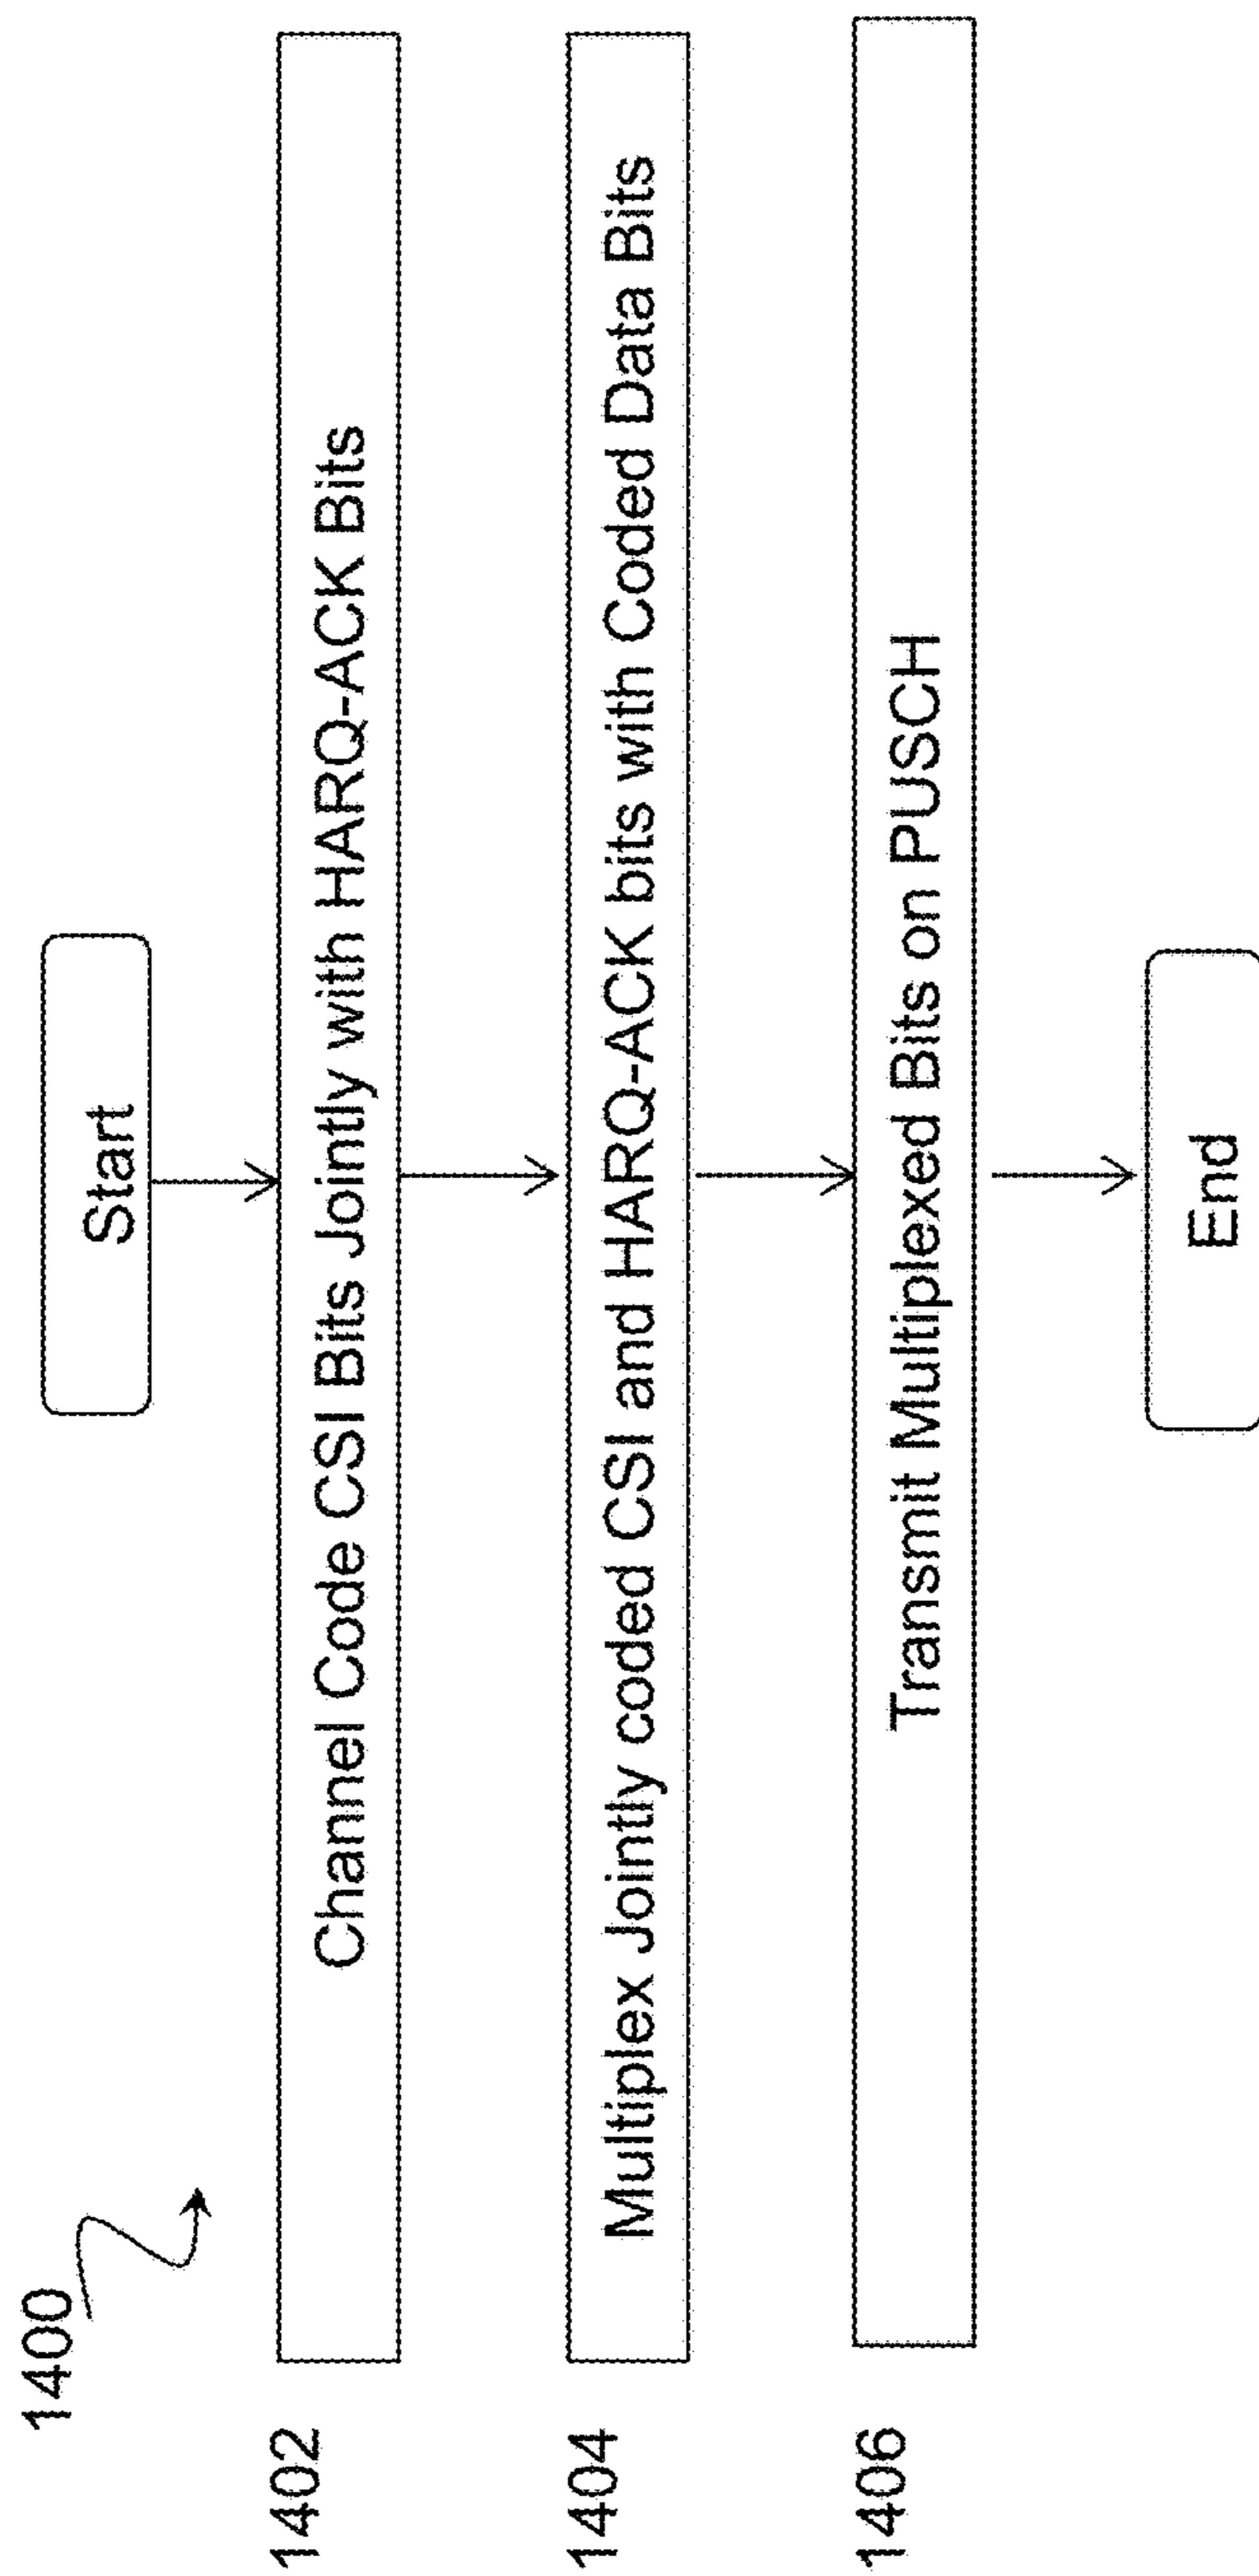 1400
Start
1402
Channel Code CSI Bits Jointly with HARQ-ACK Bits
1404
Multiplex Jointly coded CSI and HARQ-ACK bits with Coded Data Bits
1406
Transmit Multiplexed Bits on PUSCH
End